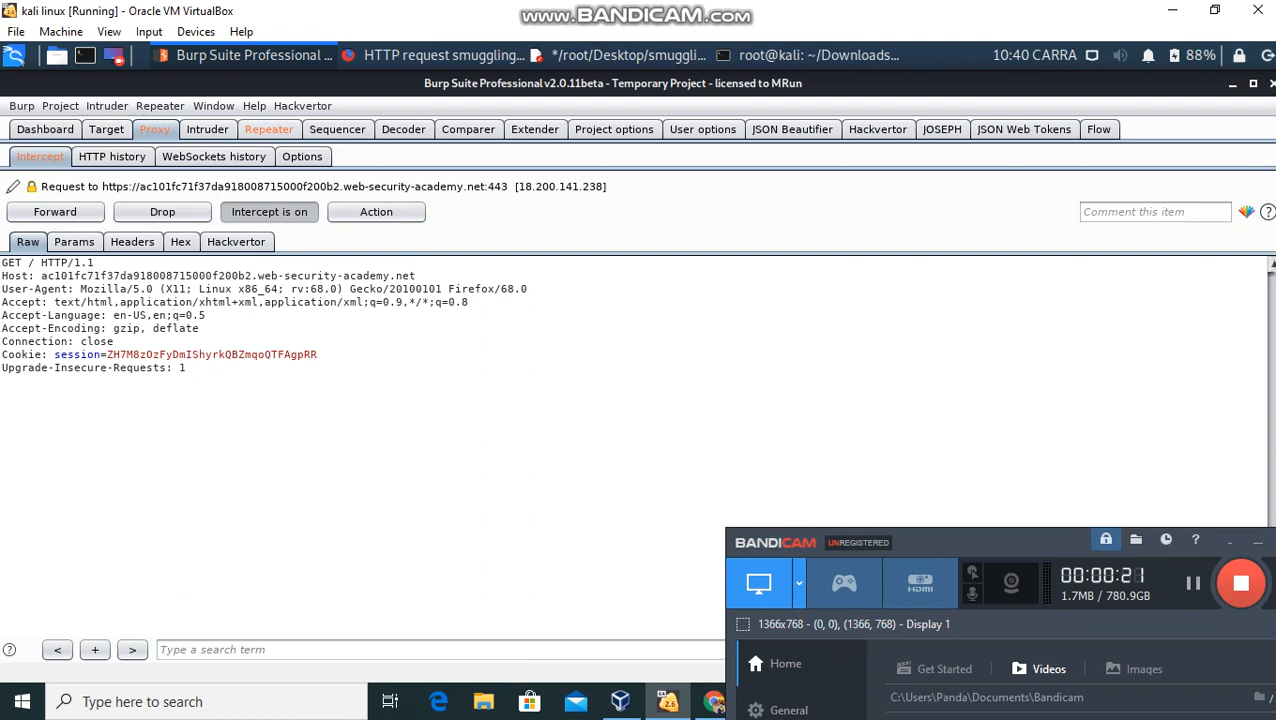 kali linux [Running] - Oracle VM VirtualBox
www.BANDICAM.com
File Machine View Input Devices Help
Burp Suite Professional ... HTTP request smuggling... */root/Desktop/smuggli... root@kali: ~/Downloads... 10:40 CARRA 88%
Burp Suite Professional v2.0.11beta - Temporary Project - licensed to MRun
Burp Project Intruder Repeater Window Help Hackvertor
Dashboard Target Proxy Intruder Repeater Sequencer Decoder Comparer Extender Project options User options JSON Beautifier Hackvertor JOSEPH JSON Web Tokens Flow
Intercept HTTP history WebSockets history Options
Request to https://ac101fc71f37da918008715000f200b2.web-security-academy.net:443 [18.200.141.238]
Forward Drop Intercept is on Action Comment this item ?
Raw Params Headers Hex Hackvertor
GET / HTTP/1.1
Host: ac101fc71f37da918008715000f200b2.web-security-academy.net
User-Agent: Mozilla/5.0 (X11; Linux x86_64; rv:68.0) Gecko/20100101 Firefox/68.0
Accept: text/html,application/xhtml+xml,application/xml;q=0.9,*/*;q=0.8
Accept-Language: en-US,en;q=0.5
Accept-Encoding: gzip, deflate
Connection: close
Cookie: session=ZH7M8zOzFyDmIShyrkQBZmqoQTFAgpRR
Upgrade-Insecure-Requests: 1
BANDICAM UNREGISTERED ?
HDMI
00:00:21
1.7MB / 780.9GB
1366x768 - (0, 0), (1366, 768) - Display 1
? < + > Type a search term
Home Get Started Videos Images
C:\Users\Panda\Documents\Bandicam
General
Type here to search
2.6